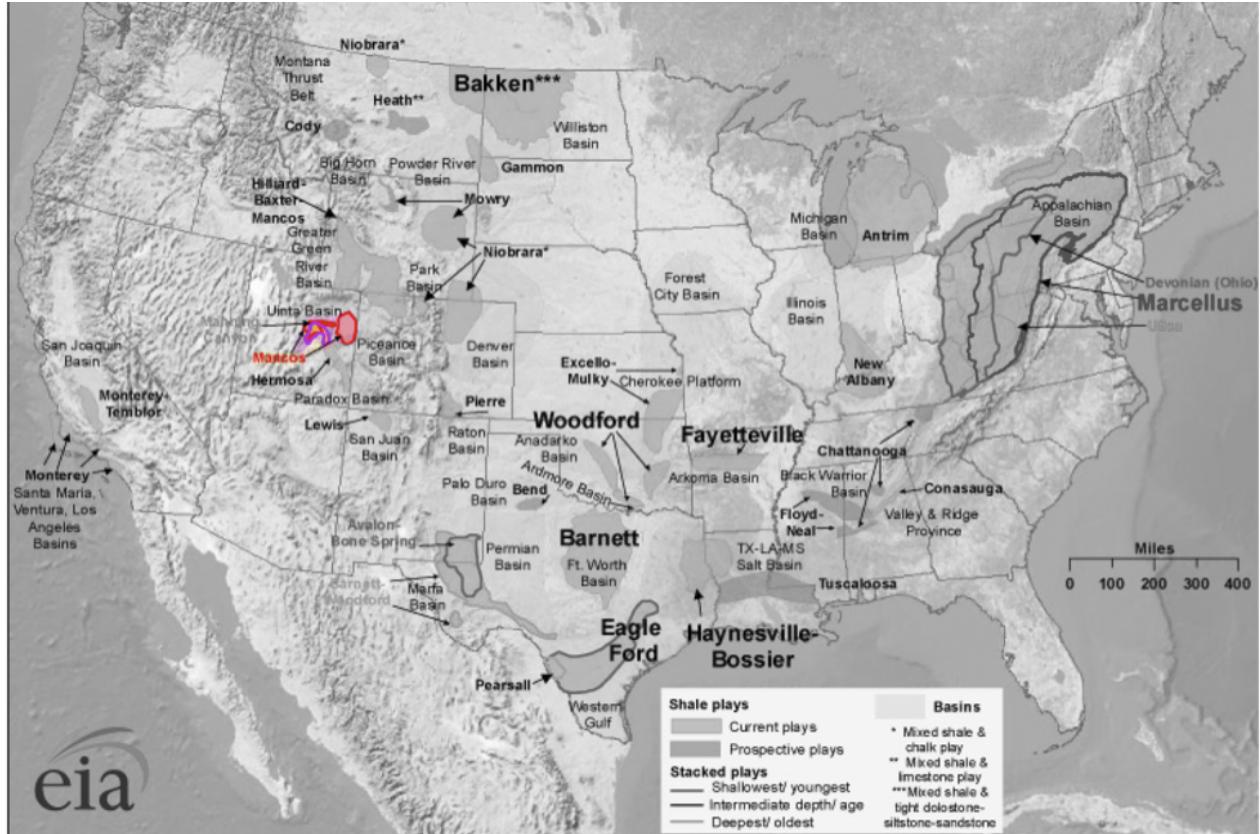 Niobrara*
Montana
Thrust
Belt
Bakken***
Heath**
Cody
Williston
Basin
Big Horn
Basin
Powder River
Basin
Gammon
Hilliard-
Baxter-
Mancos
Mowry
Greater
Green
River
Basin
Niobrara*
Park
Basin
Michigan
Basin
Antrim
Appalachian
Basin
Devonian (Ohio)
Marcellus
Utica
Forest
City Basin
Illinois
Basin
Uinta Basin
Manning
Canyon
Mancos
Piceance
Basin
Hermosa
Paradox Basin
Denver
Basin
San Joaquin
Basin
Monterey-
Temblor
Excello-
Mulky
Cherokee Platform
New
Albany
Pierre
Lewis
San Juan
Basin
Raton
Basin
Woodford
Anadarko
Basin
Fayetteville
Arkoma Basin
Ardmore Basin
Chattanooga
Black Warrior
Basin
Conasauga
Floyd-
Neal
Valley & Ridge
Province
Monterey
Santa Maria,
Ventura, Los
Angeles
Basins
Palo Duro
Basin
Bend
Avalon-
Bone Spring
Permian
Basin
Barnett
Ft. Worth
Basin
TX-LA-MS
Salt Basin
Tuscaloosa
Barnett-
Woodford
Marfa
Basin
Eagle
Ford
Haynesville-
Bossier
Pearsall
Western
Gulf
Miles
0 100 200 300 400
Shale plays
Current plays
Prospective plays
Stacked plays
Shallowest/ youngest
Intermediate depth/ age
Deepest/ oldest
Basins
* Mixed shale &
chalk play
** Mixed shale &
limestone play
***Mixed shale &
tight dolostone-
siltstone-sandstone
eia